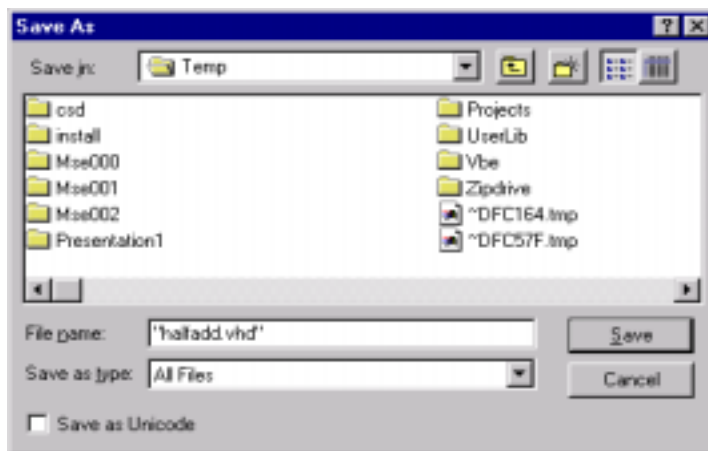 Save As
Save in: Temp
csd
install
Mse000
Mse001
Mse002
Presentation1
Projects
UserLib
Vbe
Zipdrive
~DFC164.tmp
~DFC57F.tmp
File name: "halfadd.vhd" Save
Save as type: All Files Cancel
Save as Unicode